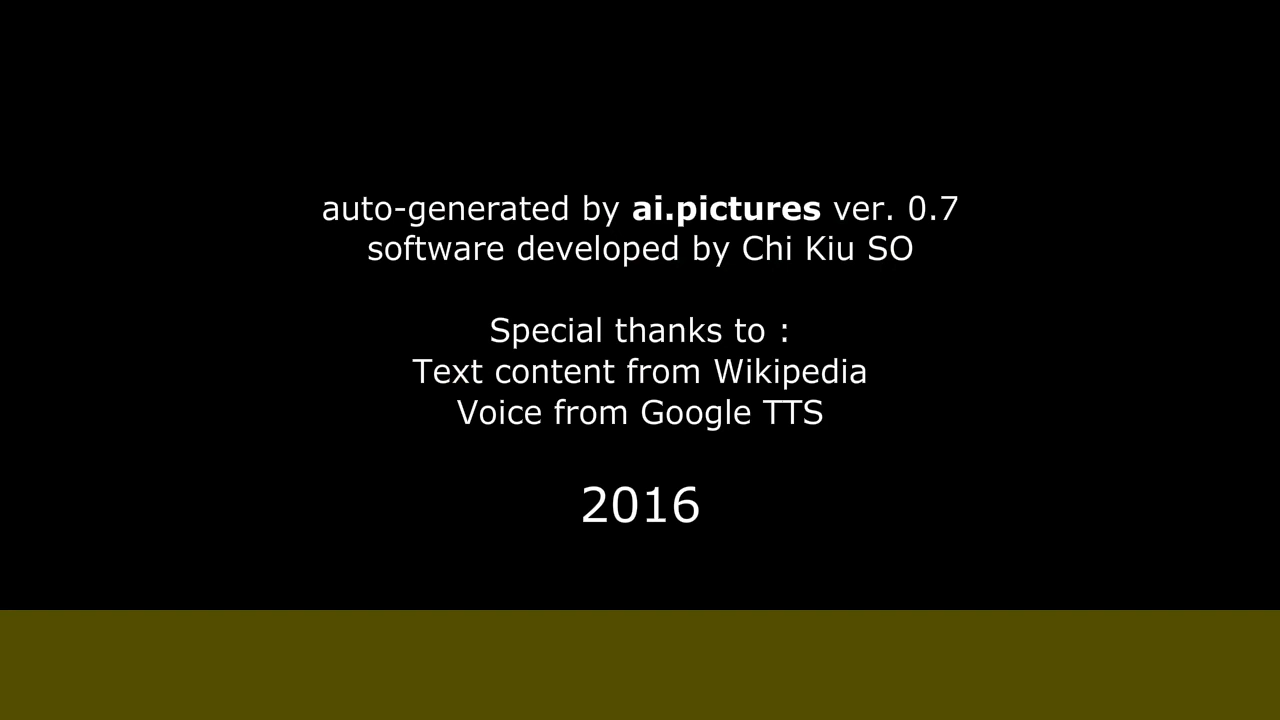 auto-generated by ai.pictures ver. 0.7
software developed by Chi Kiu SO
Special thanks to :
Text content from Wikipedia
Voice from Google TTS
2016